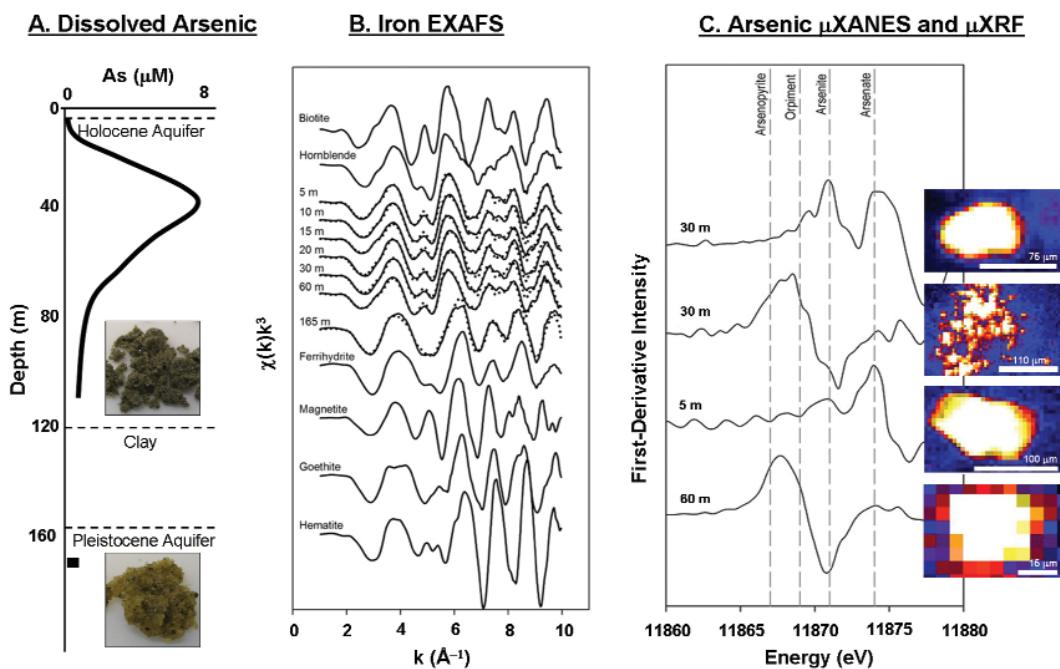 A. Dissolved Arsenic
As (μM)
0 8
0
Holocene Aquifer
40
80
120
Clay
Pleistocene Aquifer
160
Depth (m)
B. Iron EXAFS
Biotite
Hornblende
5 m
10 m
15 m
20 m
30 m
60 m
165 m
Ferrihydrite
Magnetite
Goethite
Hematite
χ(k)k³
0 2 4 6 8 10
k (Å⁻¹)
C. Arsenic μXANES and μXRF
Arsenopyrite
Orpiment
Arsenite
Arsenate
30 m
75 μm
30 m
110 μm
5 m
100 μm
60 m
16 μm
First-Derivative Intensity
11860 11865 11870 11875 11880
Energy (eV)